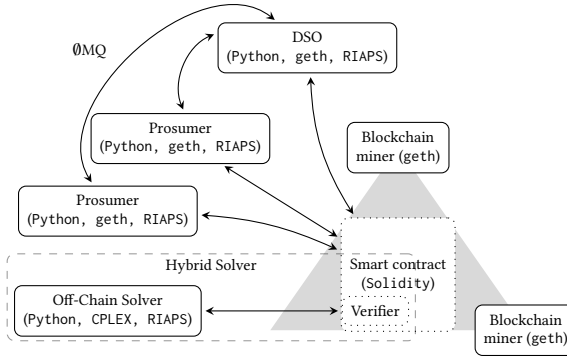 DSO
(Python, geth, RIAPS)
∅MQ
Prosumer
(Python, geth, RIAPS)
Blockchain
miner (geth)
Prosumer
(Python, geth, RIAPS)
Hybrid Solver
Smart contract
(Solidity)
Off-Chain Solver
(Python, CPLEX, RIAPS)
Verifier
Blockchain
miner (geth)